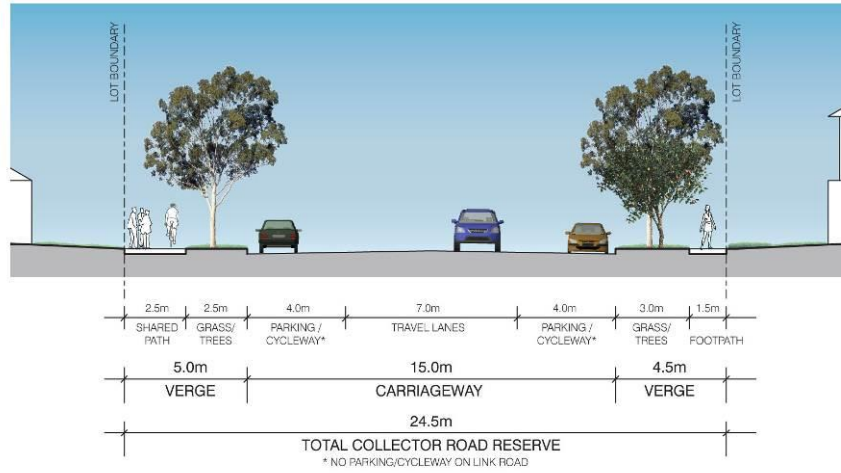 LOT BOUNDARY
LOT BOUNDARY
2.5m 2.5m 4.0m 7.0m 4.0m 3.0m 1.5m
SHARED PATH GRASS/ TREES PARKING / CYCLEWAY* TRAVEL LANES PARKING / CYCLEWAY* GRASS/ TREES FOOTPATH
5.0m 15.0m 4.5m
VERGE CARRIAGEWAY VERGE
24.5m
TOTAL COLLECTOR ROAD RESERVE
* NO PARKING/CYCLEWAY ON LINK ROAD